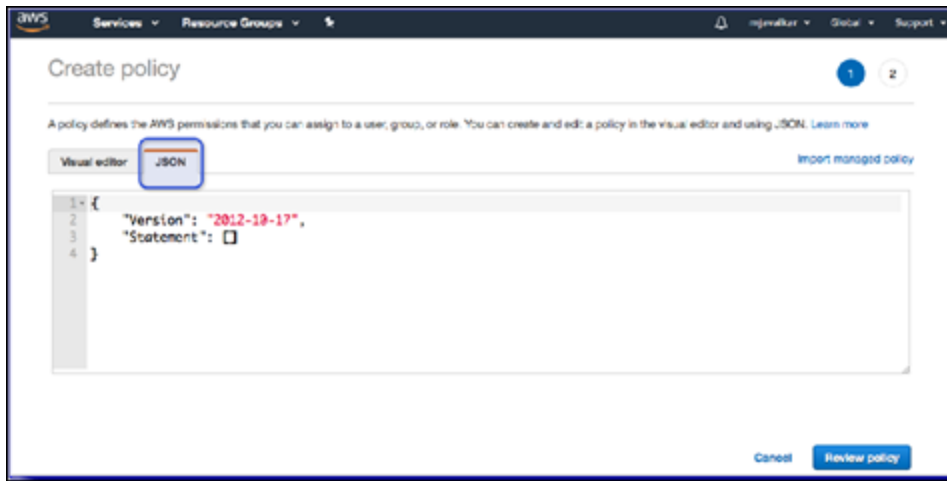 aws Services Resource Groups mjavalkar Global Support
Create policy
1 2
A policy defines the AWS permissions that you can assign to a user, group, or role. You can create and edit a policy in the visual editor and using JSON. Learn more
Visual editor JSON Import managed policy
1 {
2 "Version": "2012-10-17",
3 "Statement": []
4 }
Cancel Review policy